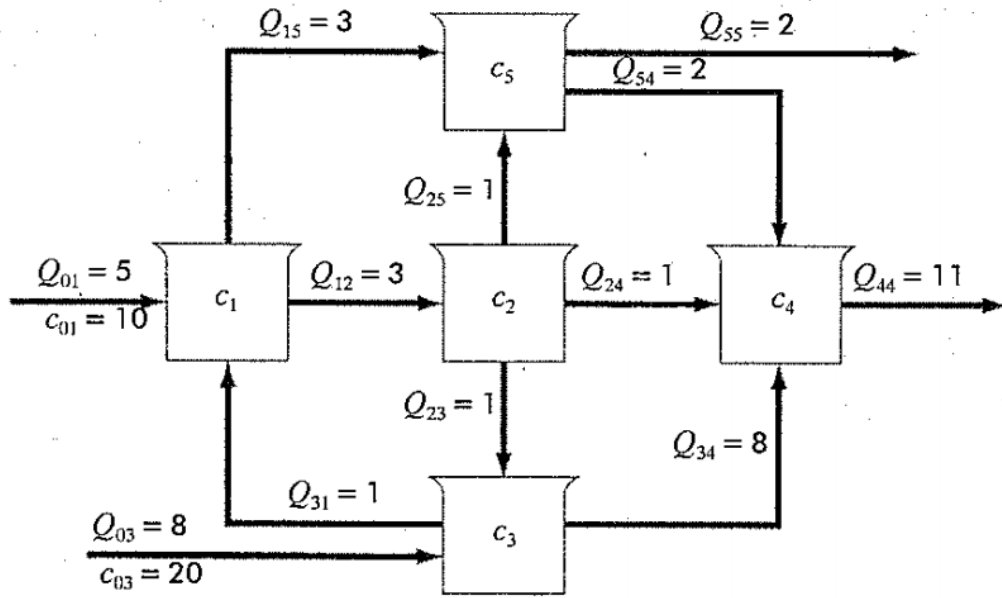 Q15 = 3
Q55 = 2
c5
Q54 = 2
Q25 = 1
Q01 = 5
c01 = 10
c1
Q12 = 3
c2
Q24 = 1
c4
Q44 = 11
Q23 = 1
Q34 = 8
Q31 = 1
Q03 = 8
c03 = 20
c3